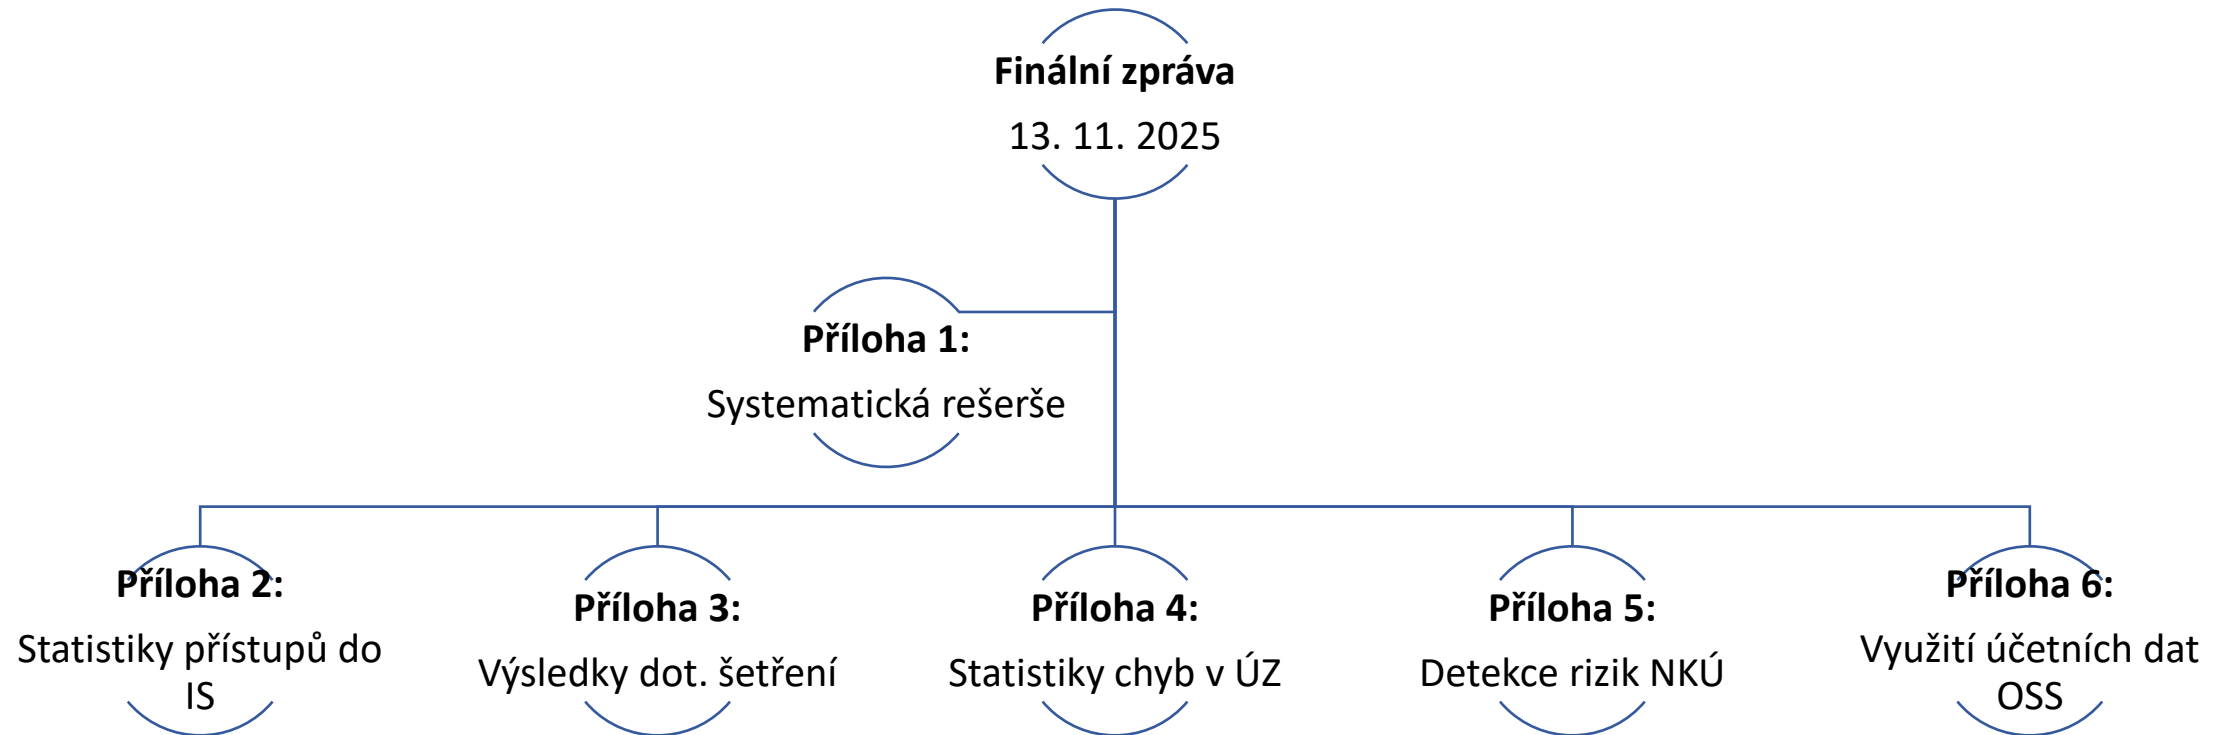 Finální zpráva
13. 11. 2025
Příloha 1:
Systematická rešerše
Příloha 2:
Statistiky přístupů do
IS
Příloha 3:
Výsledky dot. šetření
Příloha 4:
Statistiky chyb v ÚZ
Příloha 5:
Detekce rizik NKÚ
Příloha 6:
Využití účetních dat
OSS